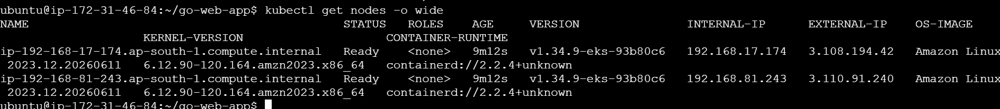 ubuntu@ip-172-31-46-84:~/go-web-app$ kubectl get nodes -o wide
NAME                                            STATUS   ROLES    AGE     VERSION               INTERNAL-IP      EXTERNAL-IP    OS-IMAGE
                    KERNEL-VERSION                    CONTAINER-RUNTIME
ip-192-168-17-174.ap-south-1.compute.internal   Ready    <none>   9m12s   v1.34.9-eks-93b80c6   192.168.17.174   3.108.194.42   Amazon Linux
 2023.12.20260611   6.12.90-120.164.amzn2023.x86_64   containerd://2.2.4+unknown
ip-192-168-81-243.ap-south-1.compute.internal   Ready    <none>   9m12s   v1.34.9-eks-93b80c6   192.168.81.243   3.110.91.240   Amazon Linux
 2023.12.20260611   6.12.90-120.164.amzn2023.x86_64   containerd://2.2.4+unknown
ubuntu@ip-172-31-46-84:~/go-web-app$